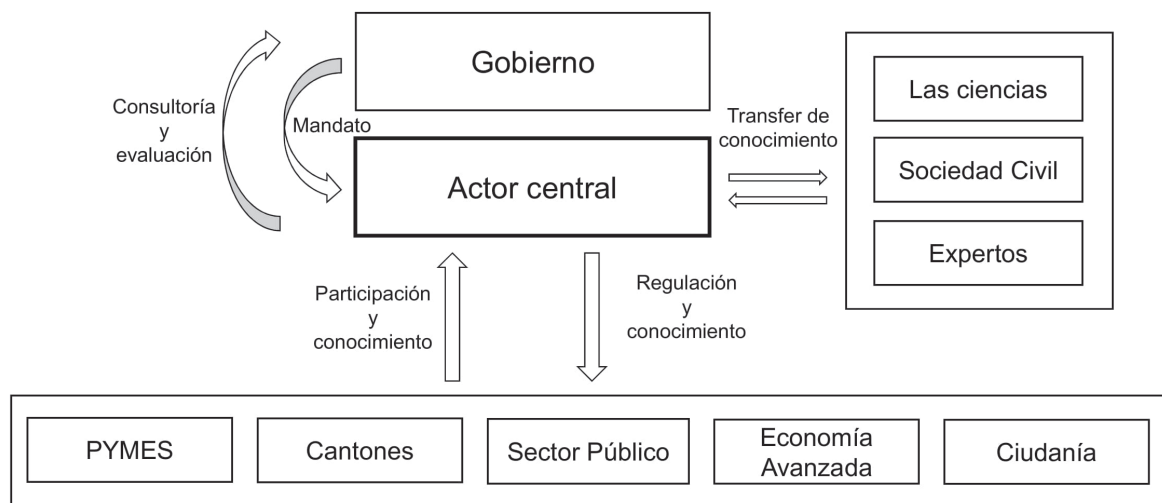 Gobierno
Consultoría
y
evaluación
Mandato
Actor central
Transfer de
conocimiento
Las ciencias
Sociedad Civil
Expertos
Participación
y
conocimiento
Regulación
y
conocimiento
PYMES
Cantones
Sector Público
Economía
Avanzada
Ciudanía